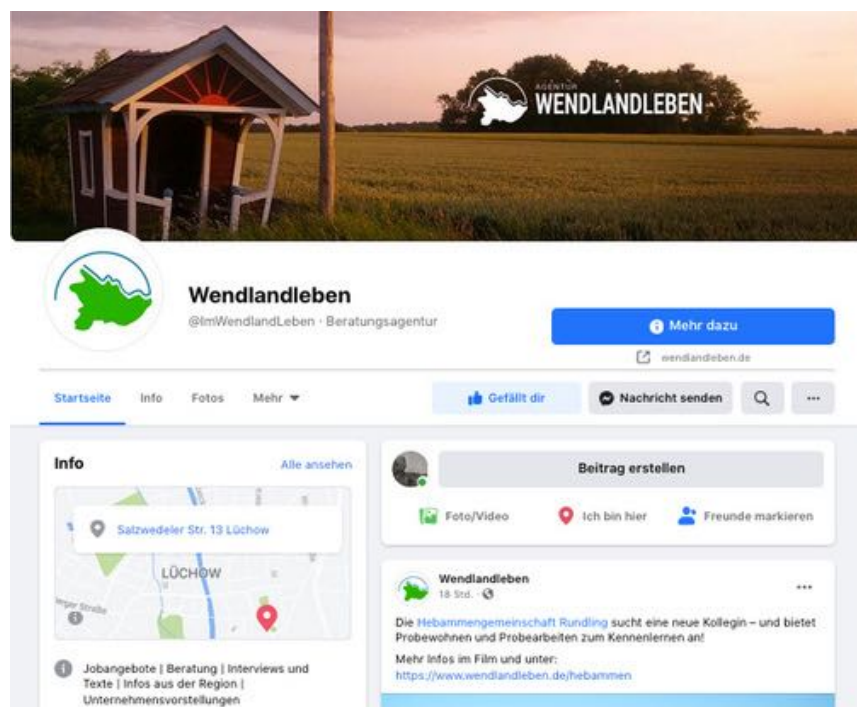 AGENTUR
WENDLANDLEBEN
Wendlandleben
@ImWendlandLeben · Beratungsagentur
Mehr dazu
wendlandleben.de
Startseite Info Fotos Mehr
Gefällt dir
Nachricht senden
Info
Alle ansehen
Salzwedeler Str. 13 Lüchow
LÜCHOW
Straße
Jobangebote | Beratung | Interviews und
Texte | Infos aus der Region |
Unternehmensvorstellungen
Beitrag erstellen
Foto/Video
Ich bin hier
Freunde markieren
Wendlandleben
18 Std. ·
Die Hebammengemeinschaft Rundling sucht eine neue Kollegin – und bietet
Probewohnen und Probearbeiten zum Kennenlernen an!
Mehr Infos im Film und unter:
https://www.wendlandleben.de/hebammen